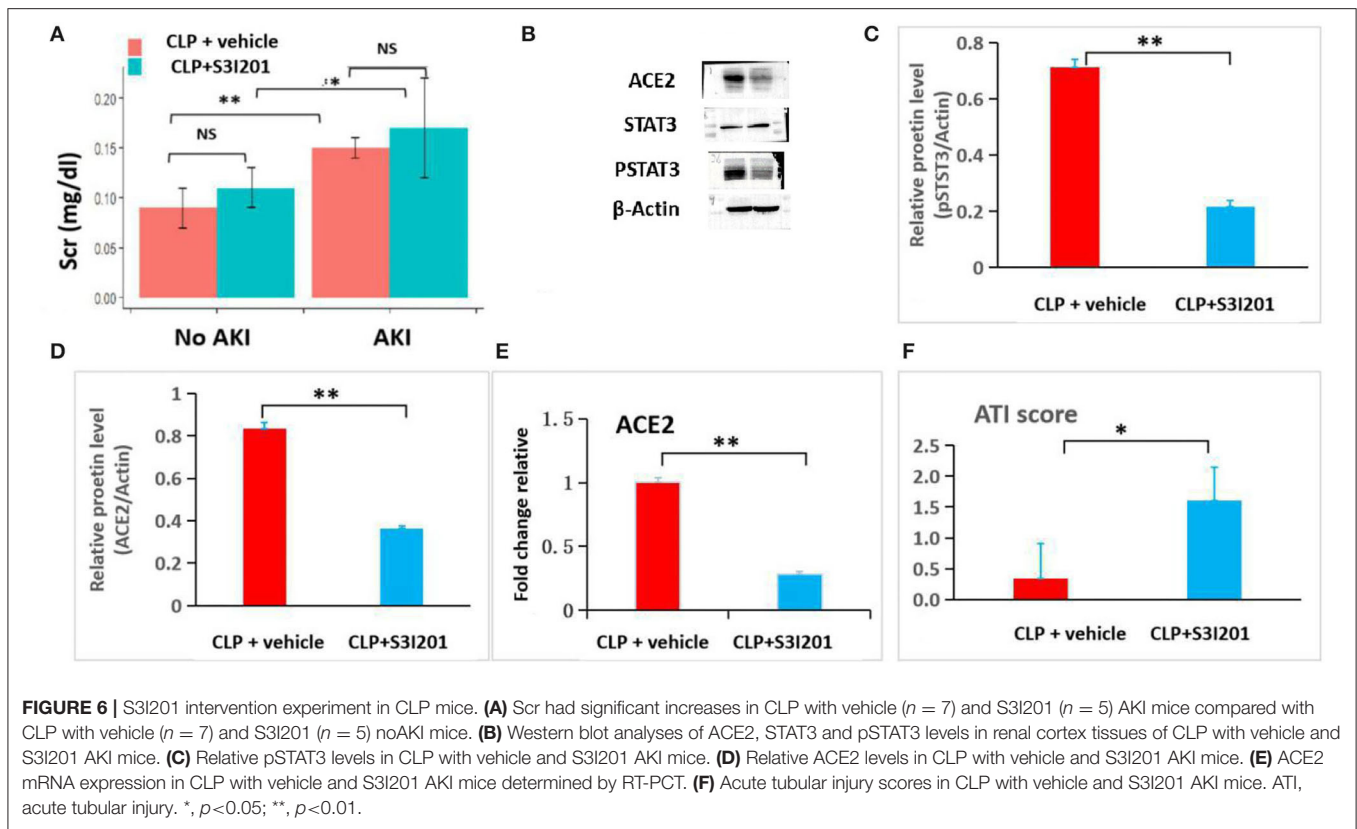 A
CLP + vehicle
CLP+S3I201
NS
**
*
NS
0.20
0.15
0.10
0.05
0.00
Scr (mg/dl)
No AKI
AKI
B
ACE2
STAT3
PSTAT3
β-Actin
C
0.8
0.6
0.4
0.2
0
Relative proetin level
(pSTST3/Actin)
**
CLP + vehicle
CLP+S3I201
D
1
0.8
0.6
0.4
0.2
0
Relative proetin level
(ACE2/Actin)
**
CLP + vehicle
CLP+S3I201
E
1.5
1
0.5
0
Fold change relative
ACE2
**
CLP + vehicle
CLP+S3I201
F
ATI score
2.5
2.0
1.5
1.0
0.5
0.0
*
CLP + vehicle
CLP+S3I201
FIGURE 6 | S3I201 intervention experiment in CLP mice. (A) Scr had significant increases in CLP with vehicle (n = 7) and S3I201 (n = 5) AKI mice compared with
CLP with vehicle (n = 7) and S3I201 (n = 5) noAKI mice. (B) Western blot analyses of ACE2, STAT3 and pSTAT3 levels in renal cortex tissues of CLP with vehicle and
S3I201 AKI mice. (C) Relative pSTAT3 levels in CLP with vehicle and S3I201 AKI mice. (D) Relative ACE2 levels in CLP with vehicle and S3I201 AKI mice. (E) ACE2
mRNA expression in CLP with vehicle and S3I201 AKI mice determined by RT-PCT. (F) Acute tubular injury scores in CLP with vehicle and S3I201 AKI mice. ATI,
acute tubular injury. *, p<0.05; **, p<0.01.